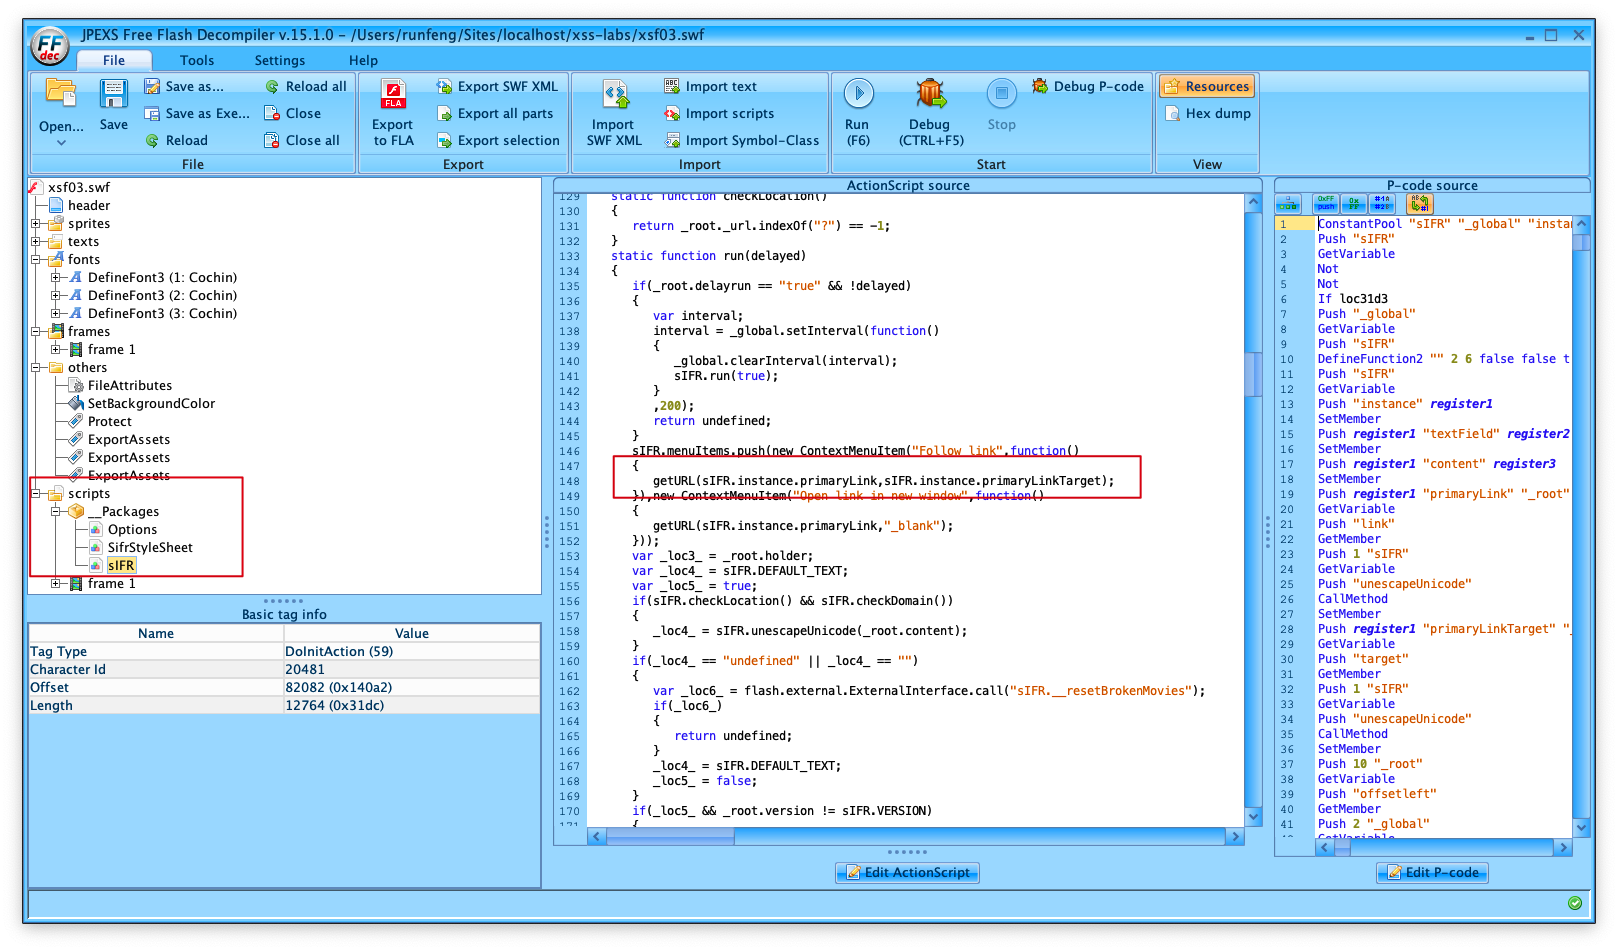 JPEXS Free Flash Decompiler v.15.1.0 - /Users/runfeng/Sites/localhost/xss-labs/xsf03.swf
FF dec
File Tools Settings Help
Open... Save Save as... Save as Exe... Reload Reload all Close Close all
File
Export to FLA Export SWF XML Export all parts Export selection
Export
Import SWF XML Import text Import scripts Import Symbol-Class
Import
Run (F6) Debug (CTRL+F5) Stop Debug P-code
Start
Resources Hex dump
View
xsf03.swf
header
sprites
texts
fonts
DefineFont3 (1: Cochin)
DefineFont3 (2: Cochin)
DefineFont3 (3: Cochin)
frames
frame 1
others
FileAttributes
SetBackgroundColor
Protect
ExportAssets
ExportAssets
ExportAssets
scripts
__Packages
Options
SifrStyleSheet
sIFR
frame 1
Basic tag info
Name Value
Tag Type DoInitAction (59)
Character Id 20481
Offset 82082 (0x140a2)
Length 12764 (0x31dc)
ActionScript source
129 static function checkLocation()
130 {
131 return _root._url.indexOf("?") == -1;
132 }
133 static function run(delayed)
134 {
135 if(_root.delayrun == "true" && !delayed)
136 {
137 var interval;
138 interval = _global.setInterval(function()
139 {
140 _global.clearInterval(interval);
141 sIFR.run(true);
142 }
143 ,200);
144 return undefined;
145 }
146 sIFR.menuItems.push(new ContextMenuItem("Follow link",function()
147 {
148 getURL(sIFR.instance.primaryLink,sIFR.instance.primaryLinkTarget);
149 }),new ContextMenuItem("Open link in new window",function()
150 {
151 getURL(sIFR.instance.primaryLink,"_blank");
152 }));
153 var _loc3_ = _root.holder;
154 var _loc4_ = sIFR.DEFAULT_TEXT;
155 var _loc5_ = true;
156 if(sIFR.checkLocation() && sIFR.checkDomain())
157 {
158 _loc4_ = sIFR.unescapeUnicode(_root.content);
159 }
160 if(_loc4_ == "undefined" || _loc4_ == "")
161 {
162 var _loc6_ = flash.external.ExternalInterface.call("sIFR.__resetBrokenMovies");
163 if(_loc6_)
164 {
165 return undefined;
166 }
167 _loc4_ = sIFR.DEFAULT_TEXT;
168 _loc5_ = false;
169 }
170 if(_loc5_ && _root.version != sIFR.VERSION)
171 {
Edit ActionScript
P-code source
1 ConstantPool "sIFR" "_global" "insta
2 Push "sIFR"
3 GetVariable
4 Not
5 Not
6 If loc31d3
7 Push "_global"
8 GetVariable
9 Push "sIFR"
10 DefineFunction2 "" 2 6 false false t
11 Push "sIFR"
12 GetVariable
13 Push "instance" register1
14 SetMember
15 Push register1 "textField" register2
16 SetMember
17 Push register1 "content" register3
18 SetMember
19 Push register1 "primaryLink" "_root"
20 GetVariable
21 Push "link"
22 GetMember
23 Push 1 "sIFR"
24 GetVariable
25 Push "unescapeUnicode"
26 CallMethod
27 SetMember
28 Push register1 "primaryLinkTarget" "_
29 GetVariable
30 Push "target"
31 GetMember
32 Push 1 "sIFR"
33 GetVariable
34 Push "unescapeUnicode"
35 CallMethod
36 SetMember
37 Push 10 "_root"
38 GetVariable
39 Push "offsetleft"
40 GetMember
41 Push 2 "_global"
GetVariable
Edit P-code